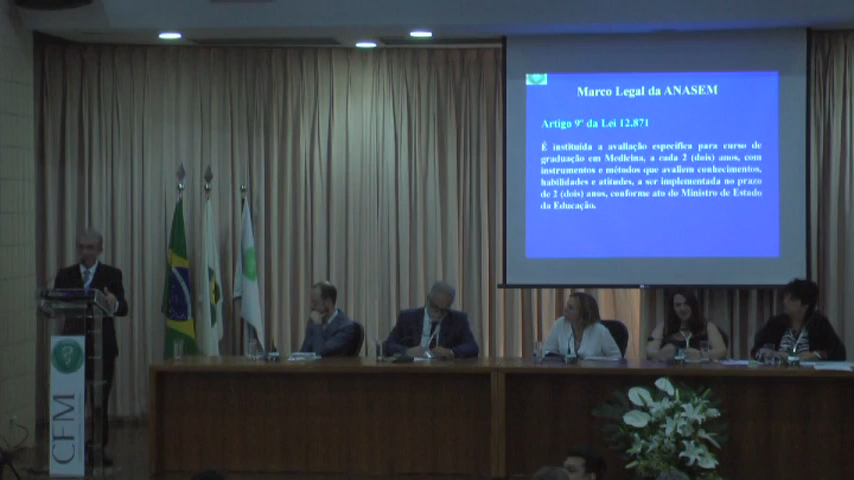 Marco Legal da ANASEM
Artigo 9º da Lei 12.871
É instituída a avaliação específica para curso de
graduação em Medicina, a cada 2 (dois) anos, com
instrumentos e métodos que avaliem conhecimentos,
habilidades e atitudes, a ser implementada no prazo
de 2 (dois) anos, conforme ato do Ministro de Estado
da Educação.
CFM